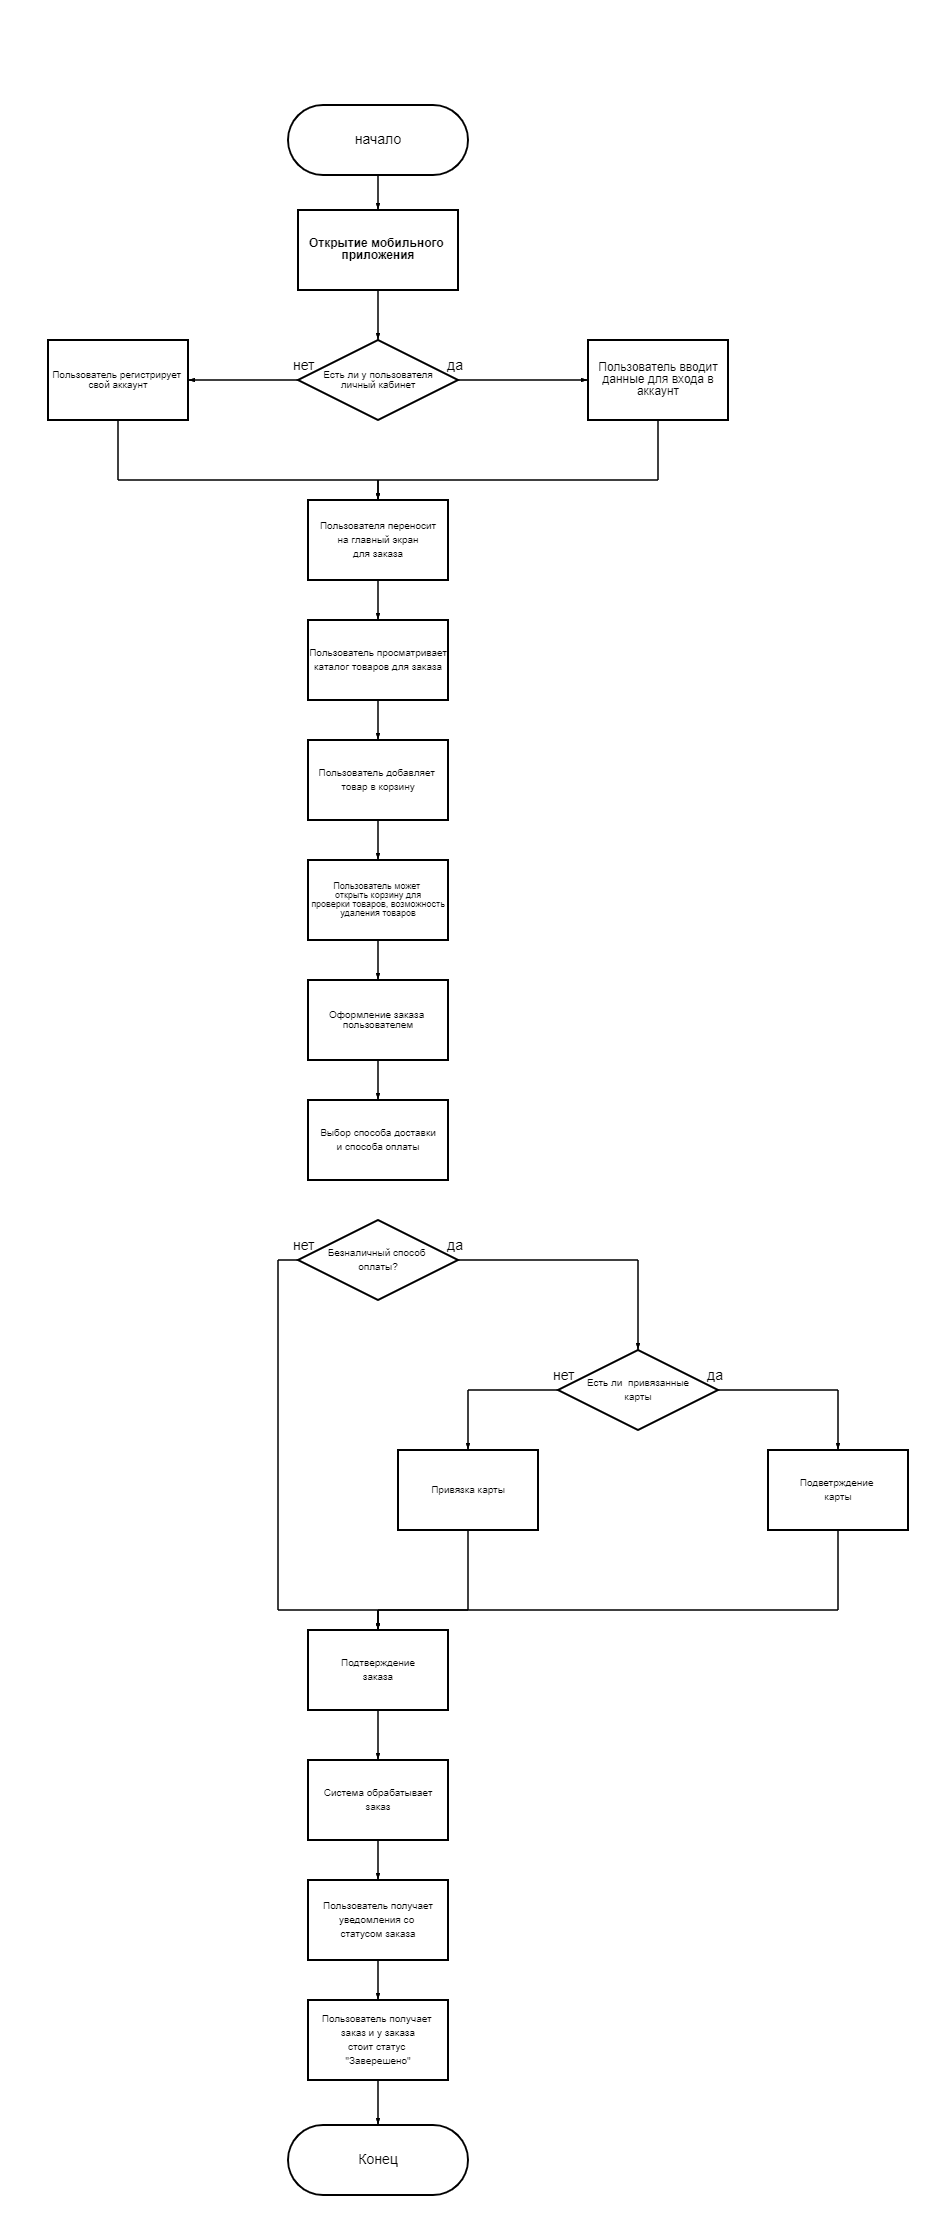 начало
Открытие мобильного
приложения
нет
да
Пользователь регистрирует
свой аккаунт
Есть ли у пользователя
личный кабинет
Пользователь вводит
данные для входа в
аккаунт
Пользователя переносит
на главный экран
для заказа
Пользователь просматривает
каталог товаров для заказа
Пользователь добавляет
товар в корзину
Пользователь может
открыть корзину для
проверки товаров, возможность
удаления товаров
Оформление заказа
пользователем
Выбор способа доставки
и способа оплаты
нет
да
Безналичный способ
оплаты?
нет
да
Есть ли привязанные
карты
Привязка карты
Подветрждение
карты
Подтверждение
заказа
Система обрабатывает
заказ
Пользователь получает
уведомления со
статусом заказа
Пользователь получает
заказ и у заказа
стоит статус
"Заверешено"
Конец